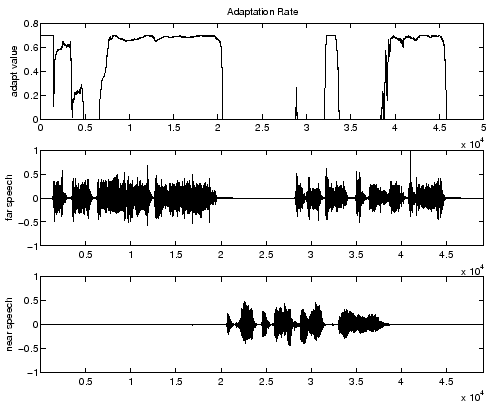 Adaptation Rate
adapt value
0.8
0.6
0.4
0.2
0
0 0.5 1 1.5 2 2.5 3 3.5 4 4.5 5
x 10^4
far speech
1
0.5
0
−0.5
−1
0.5 1 1.5 2 2.5 3 3.5 4 4.5
x 10^4
near speech
1
0.5
0
−0.5
−1
0.5 1 1.5 2 2.5 3 3.5 4 4.5
x 10^4